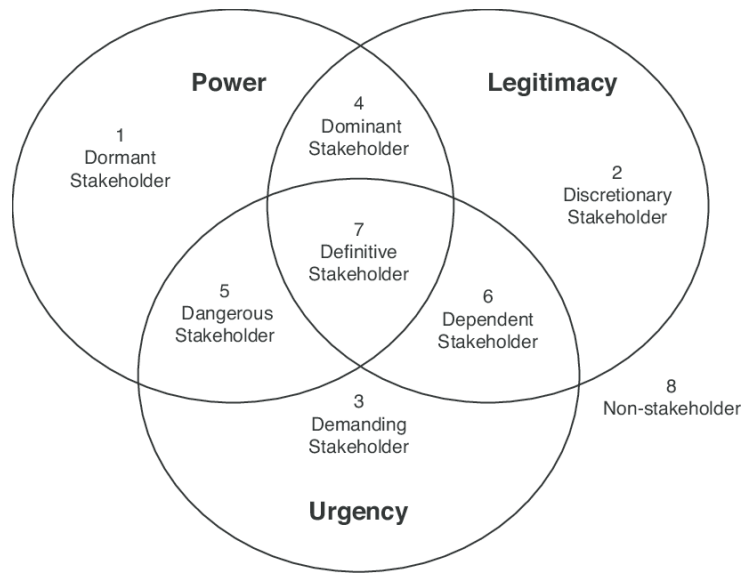 Power
Legitimacy
1
Dormant
Stakeholder
4
Dominant
Stakeholder
2
Discretionary
Stakeholder
7
Definitive
Stakeholder
5
Dangerous
Stakeholder
6
Dependent
Stakeholder
3
Demanding
Stakeholder
8
Non-stakeholder
Urgency